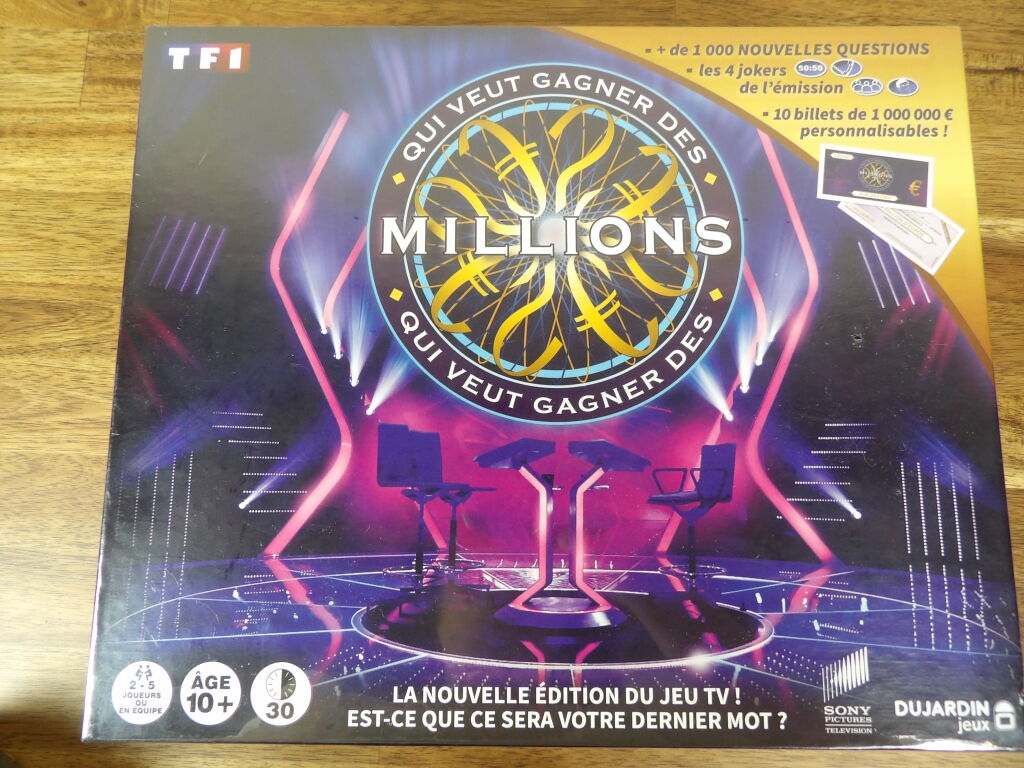 TF1
- + de 1 000 NOUVELLES QUESTIONS
- les 4 jokers 50:50
de l'émission
- 10 billets de 1 000 000 €
personnalisables !
QUI VEUT GAGNER DES
MILLIONS
QUI VEUT GAGNER DES
MILLIONS
€
2 - 5
JOUEURS
OU
EN ÉQUIPE
ÂGE
10+
30
LA NOUVELLE ÉDITION DU JEU TV !
EST-CE QUE CE SERA VOTRE DERNIER MOT ?
SONY
PICTURES
TELEVISION
DUJARDIN
jeux